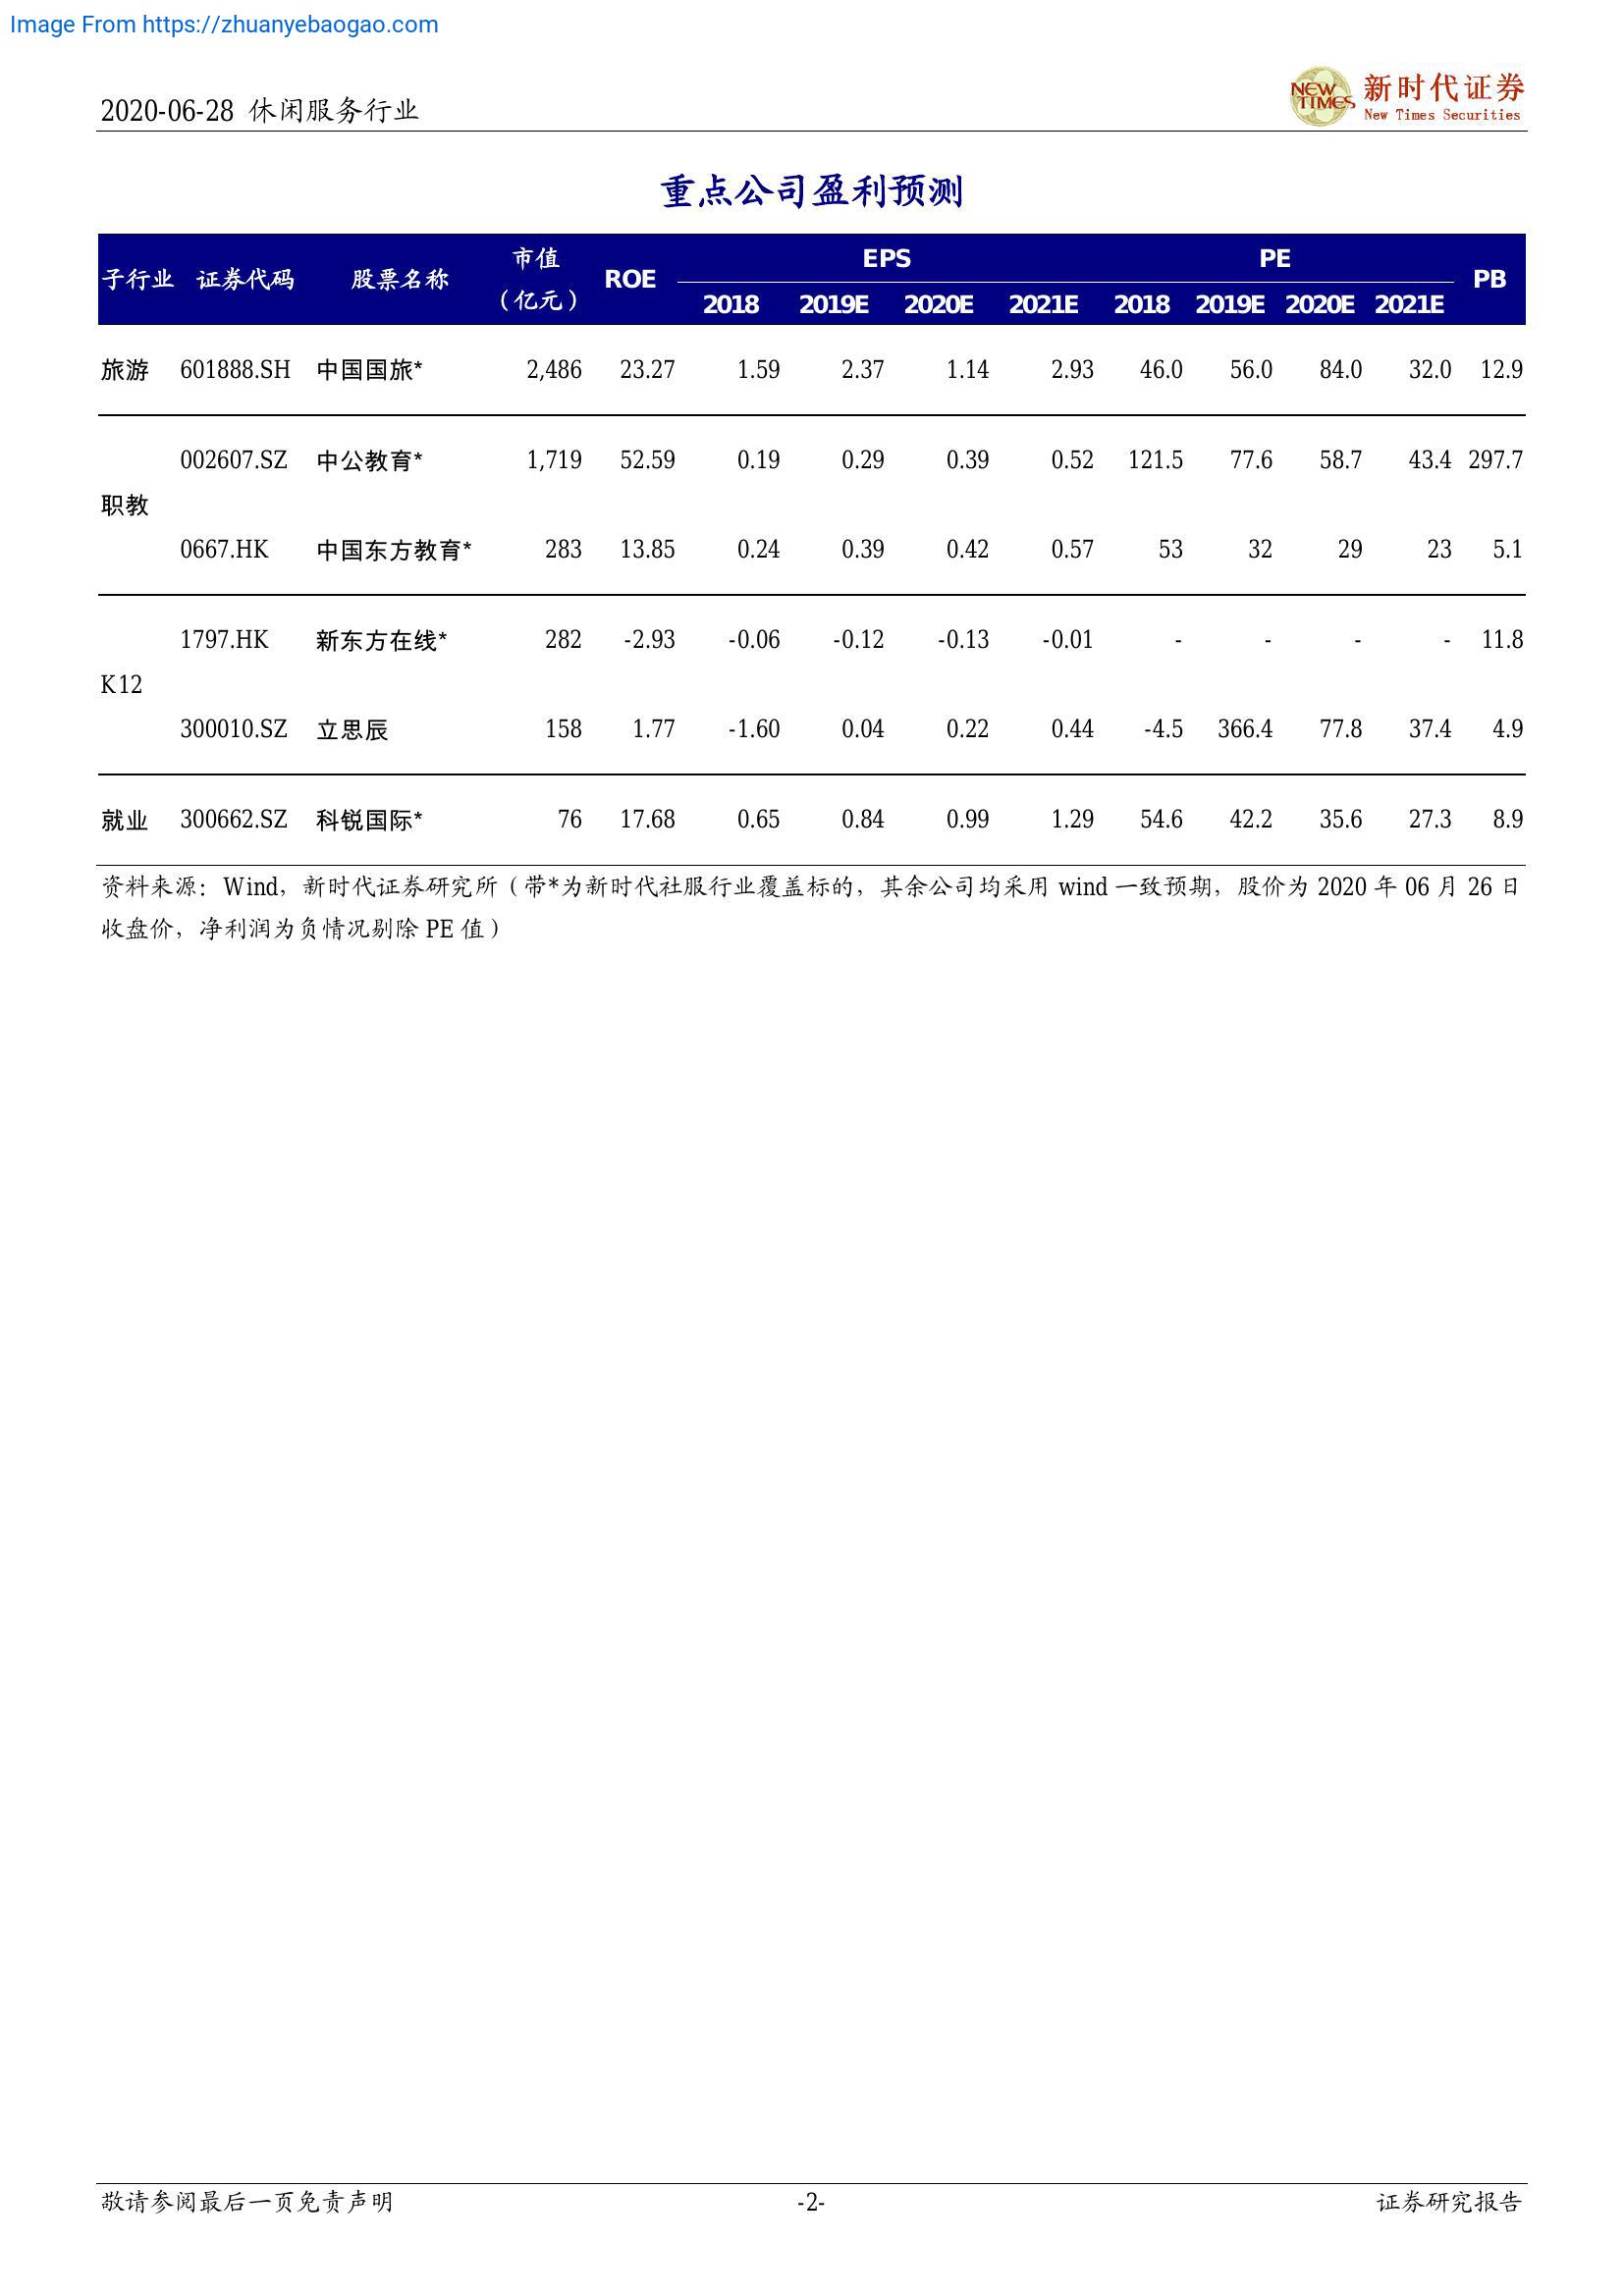 Image From https://zhuanyebaogao.com
2020-06-28 休闲服务行业
NEW TIMES 新时代证券
New Times Securities
重点公司盈利预测
子行业 证券代码 股票名称 市值（亿元） ROE EPS PE PB
2018 2019E 2020E 2021E 2018 2019E 2020E 2021E
旅游 601888.SH 中国国旅* 2,486 23.27 1.59 2.37 1.14 2.93 46.0 56.0 84.0 32.0 12.9
职教
002607.SZ 中公教育* 1,719 52.59 0.19 0.29 0.39 0.52 121.5 77.6 58.7 43.4 297.7
0667.HK 中国东方教育* 283 13.85 0.24 0.39 0.42 0.57 53 32 29 23 5.1
K12
1797.HK 新东方在线* 282 -2.93 -0.06 -0.12 -0.13 -0.01 - - - - 11.8
300010.SZ 立思辰 158 1.77 -1.60 0.04 0.22 0.44 -4.5 366.4 77.8 37.4 4.9
就业 300662.SZ 科锐国际* 76 17.68 0.65 0.84 0.99 1.29 54.6 42.2 35.6 27.3 8.9
资料来源：Wind，新时代证券研究所（带*为新时代社服行业覆盖标的，其余公司均采用 wind 一致预期，股价为 2020 年 06 月 26 日
收盘价，净利润为负情况剔除 PE 值）
敬请参阅最后一页免责声明 -2- 证券研究报告